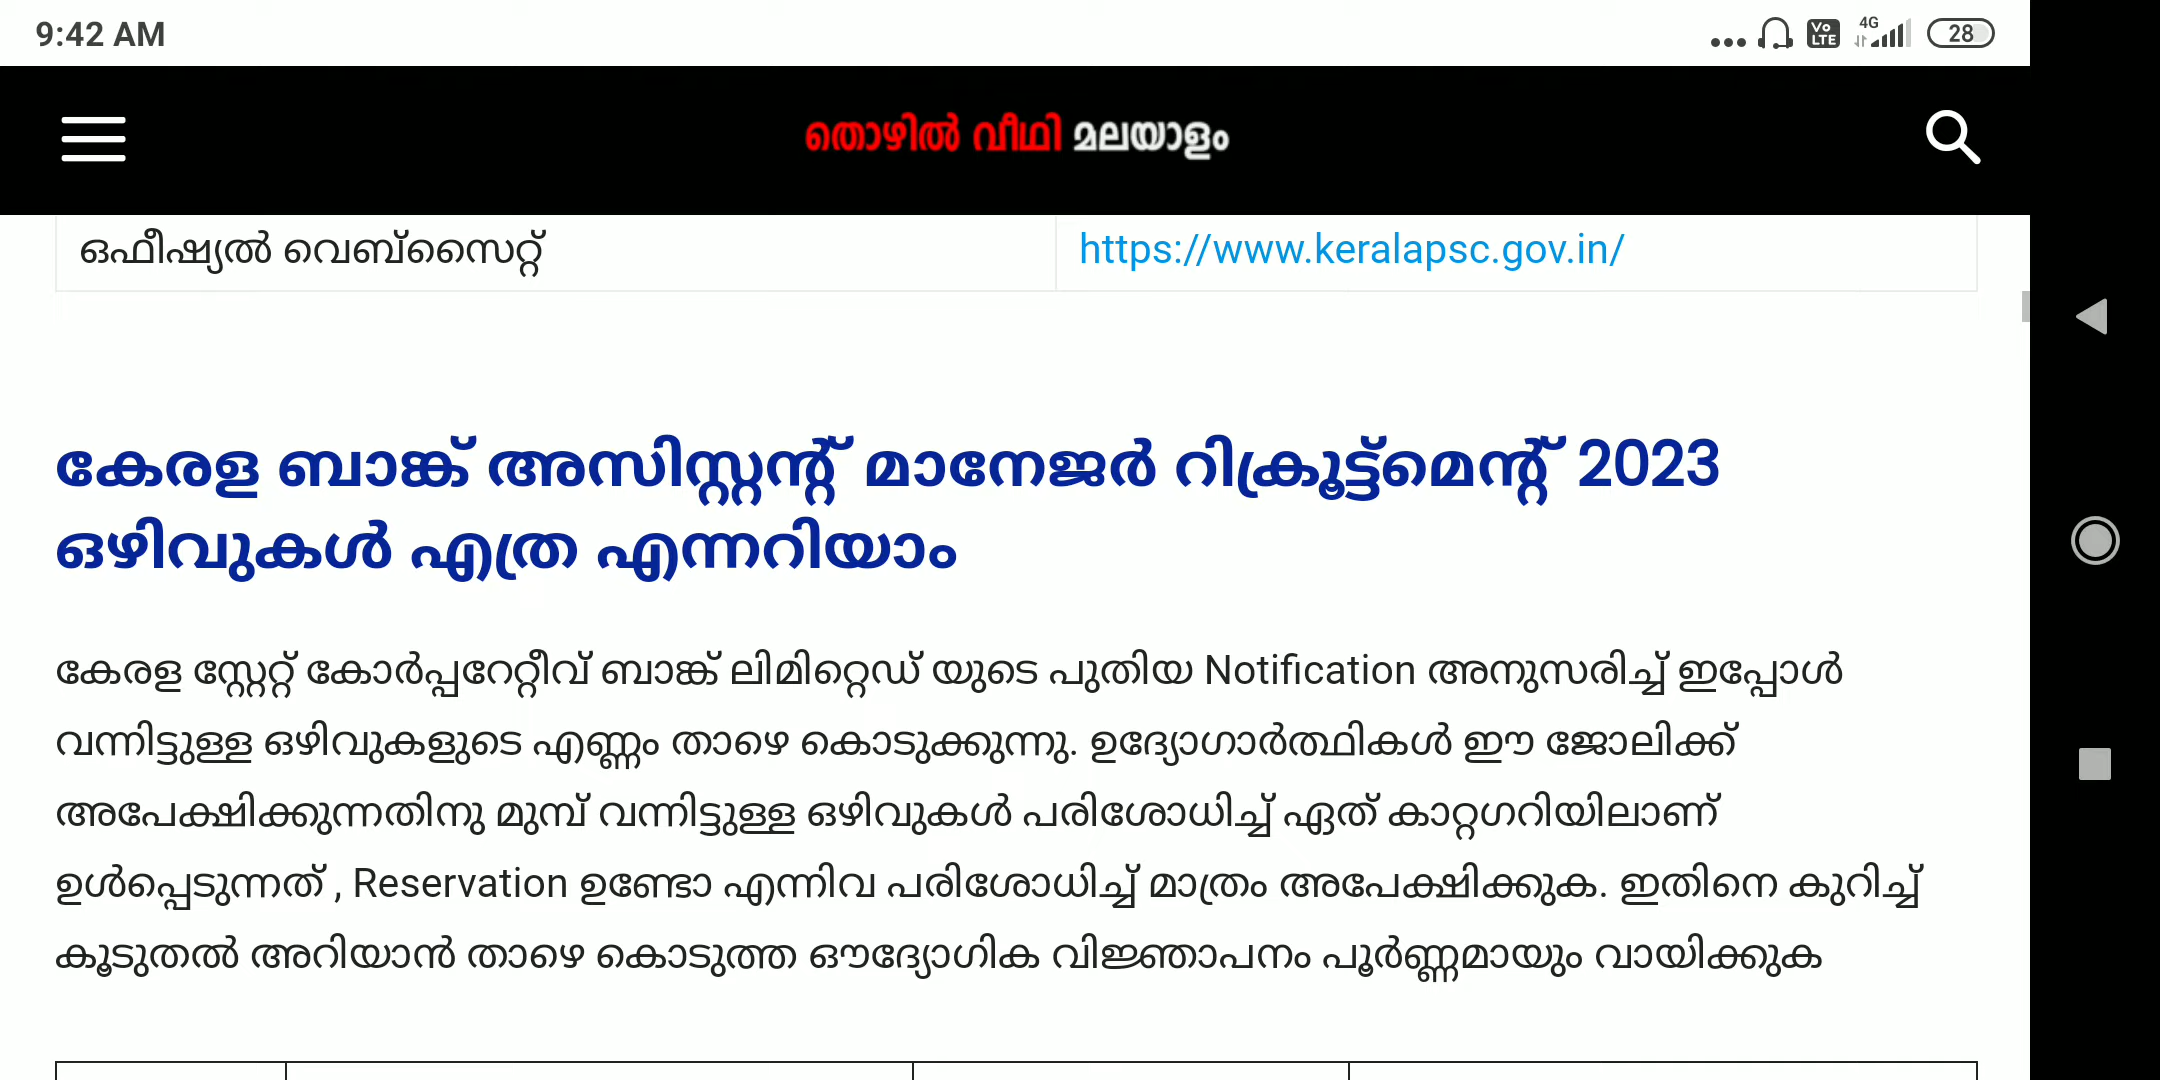 9:42 AM
Vo LTE 4G 28
തൊഴിൽ വീഥി മലയാളം
ഒഫീഷ്യൽ വെബ്സൈറ്റ് https://www.keralapsc.gov.in/
കേരള ബാങ്ക് അസിസ്റ്റന്റ് മാനേജർ റിക്രൂട്ട്മെന്റ് 2023
ഒഴിവുകൾ എത്ര എന്നറിയാം
കേരള സ്റ്റേറ്റ് കോർപ്പറേറ്റീവ് ബാങ്ക് ലിമിറ്റെഡ് യുടെ പുതിയ Notification അനുസരിച്ച് ഇപ്പോൾ
വന്നിട്ടുള്ള ഒഴിവുകളുടെ എണ്ണം താഴെ കൊടുക്കുന്നു. ഉദ്യോഗാർത്ഥികൾ ഈ ജോലിക്ക്
അപേക്ഷിക്കുന്നതിനു മുമ്പ് വന്നിട്ടുള്ള ഒഴിവുകൾ പരിശോധിച്ച് ഏത് കാറ്റഗറിയിലാണ്
ഉൾപ്പെടുന്നത് , Reservation ഉണ്ടോ എന്നിവ പരിശോധിച്ച് മാത്രം അപേക്ഷിക്കുക. ഇതിനെ കുറിച്ച്
കൂടുതൽ അറിയാൻ താഴെ കൊടുത്ത ഔദ്യോഗിക വിജ്ഞാപനം പൂർണ്ണമായും വായിക്കുക